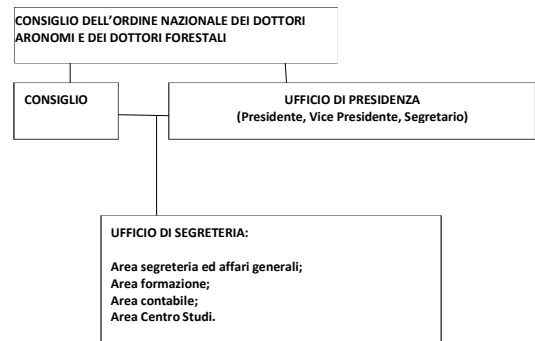 CONSIGLIO DELL'ORDINE NAZIONALE DEI DOTTORI
ARONOMI E DEI DOTTORI FORESTALI
CONSIGLIO
UFFICIO DI PRESIDENZA
(Presidente, Vice Presidente, Segretario)
UFFICIO DI SEGRETERIA:
Area segreteria ed affari generali;
Area formazione;
Area contabile;
Area Centro Studi.